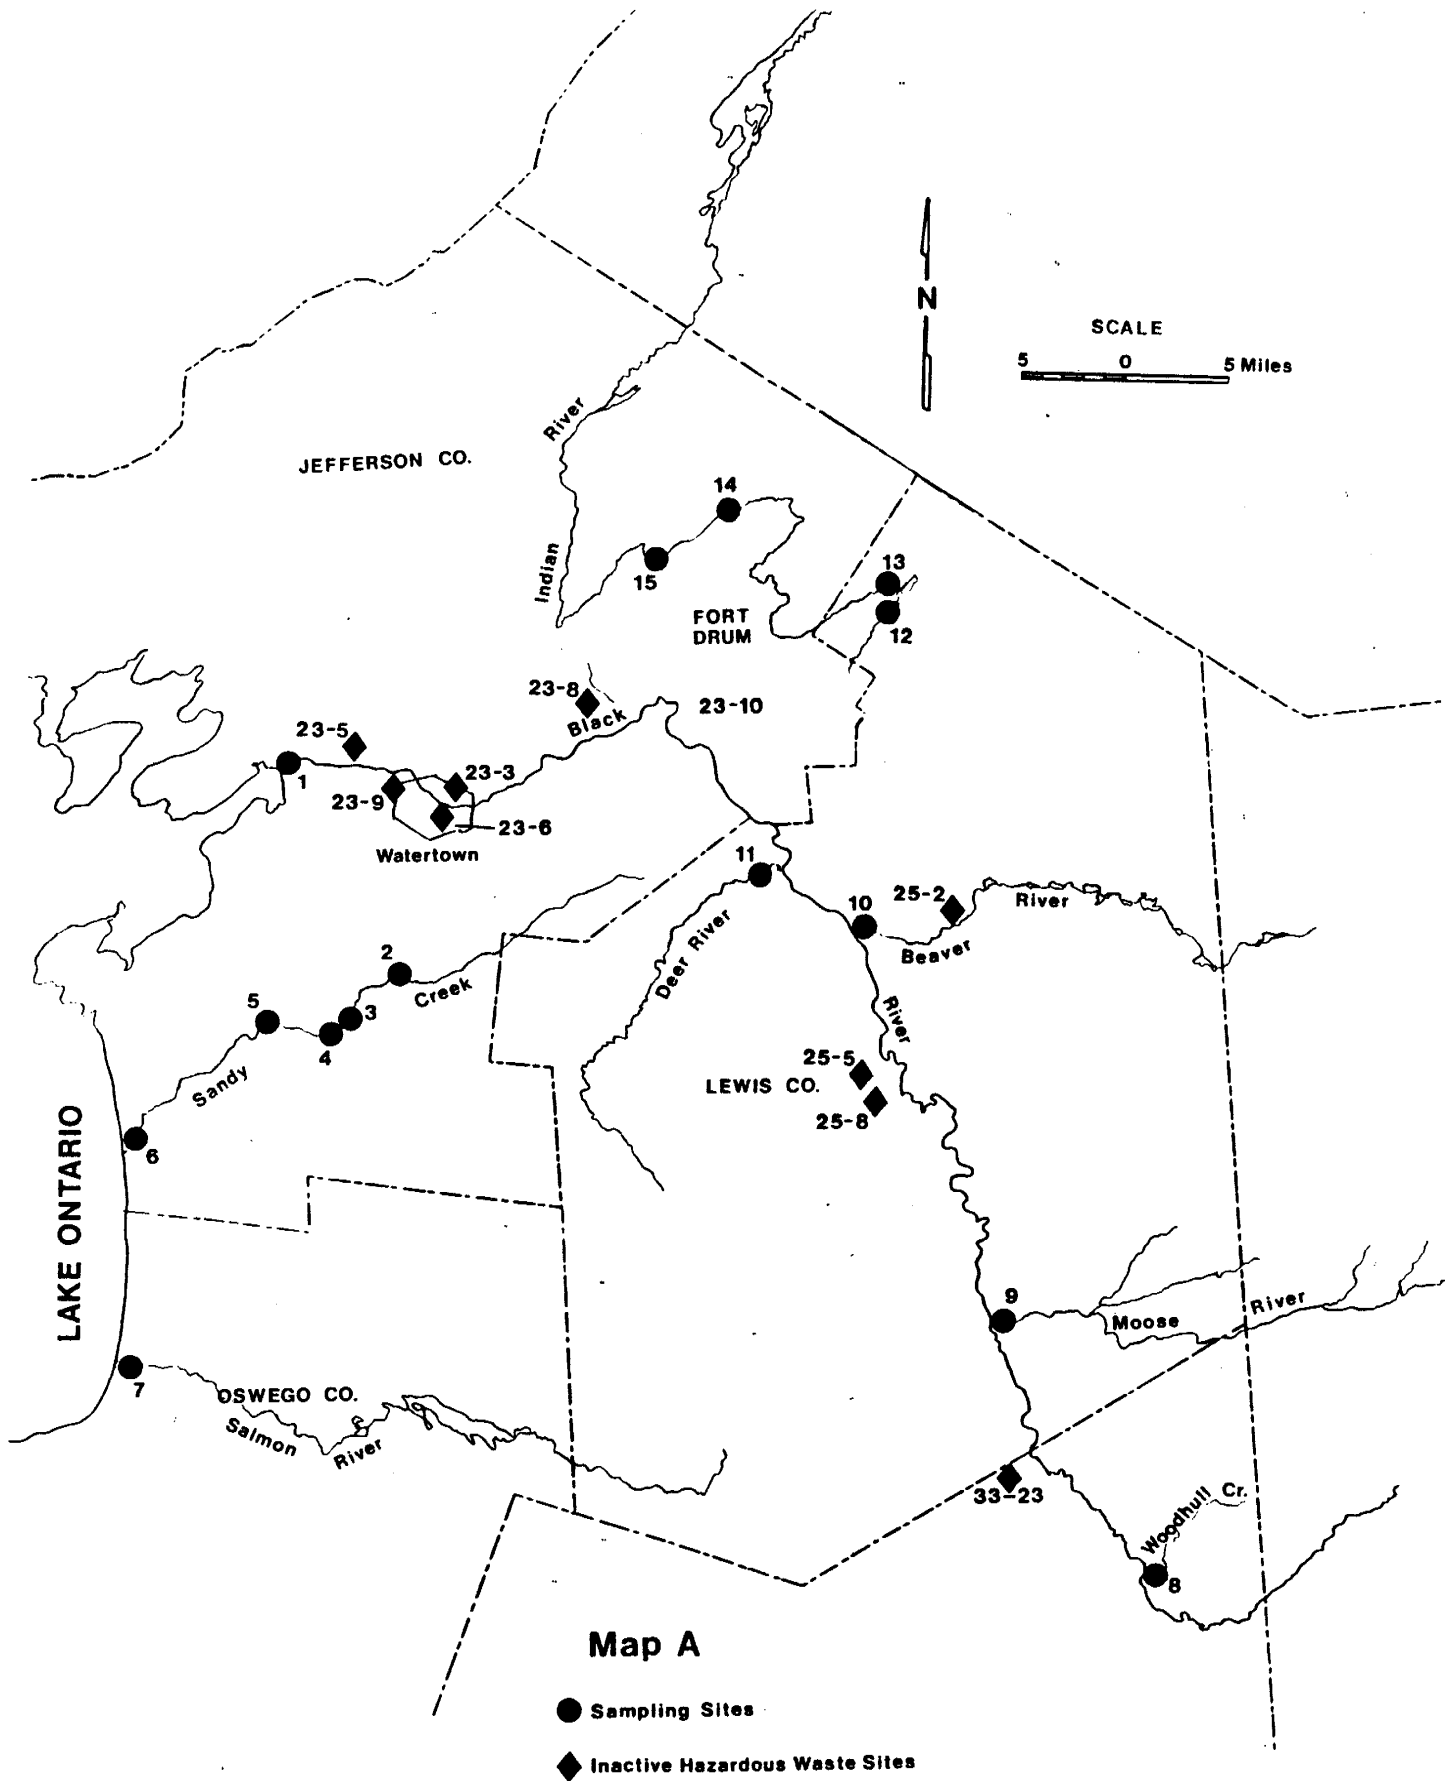 N
SCALE
5 0 5 Miles
River
JEFFERSON CO.
14
Indian
15
13
FORT
DRUM
12
23-8
23-10
Black
23-5
1
23-3
23-9
23-6
Watertown
11
10
25-2
River
Beaver
Deer River
2
Creek
5
3
4
River
Sandy
25-5
LEWIS CO.
25-8
6
LAKE ONTARIO
9
Moose
River
7
OSWEGO CO.
Salmon
River
33-23
Woodhull Cr.
8
Map A
Sampling Sites
Inactive Hazardous Waste Sites